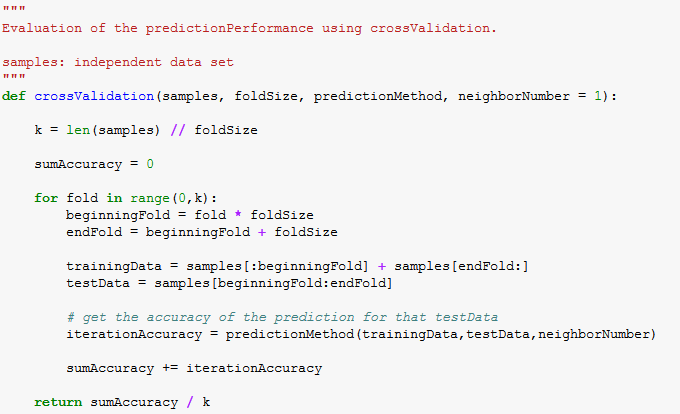 """
Evaluation of the predictionPerformance using crossValidation.
samples: independent data set
"""
def crossValidation(samples, foldSize, predictionMethod, neighborNumber = 1):
    k = len(samples) // foldSize
    sumAccuracy = 0
    for fold in range(0,k):
        beginningFold = fold * foldSize
        endFold = beginningFold + foldSize
        trainingData = samples[:beginningFold] + samples[endFold:]
        testData = samples[beginningFold:endFold]
        # get the accuracy of the prediction for that testData
        iterationAccuracy = predictionMethod(trainingData,testData,neighborNumber)
        sumAccuracy += iterationAccuracy
    return sumAccuracy / k